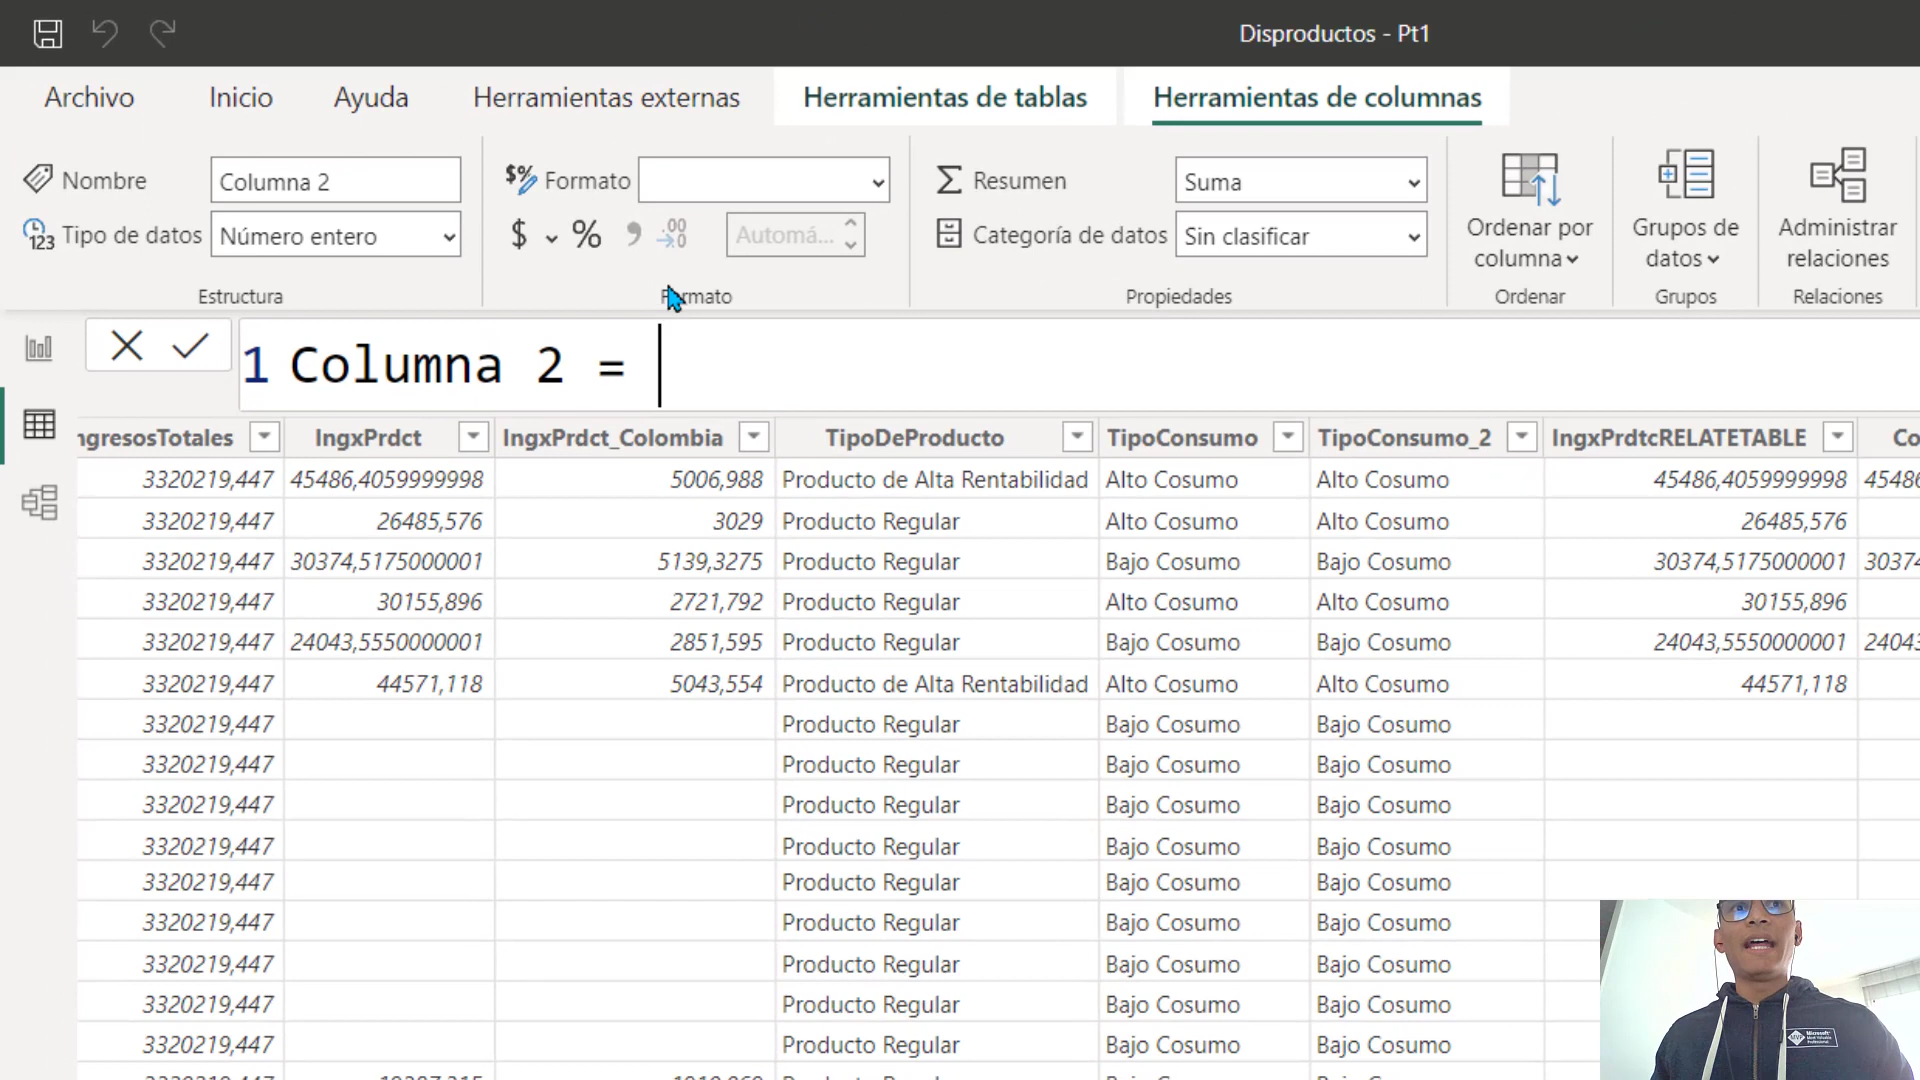 Disproductos - Pt1
Archivo Inicio Ayuda Herramientas externas Herramientas de tablas Herramientas de columnas
Nombre Columna 2 $% Formato Resumen Suma
Tipo de datos Número entero $ % , .00 Automá... Categoría de datos Sin clasificar
Ordenar por columna
Grupos de datos
Administrar relaciones
Estructura Formato Propiedades Ordenar Grupos Relaciones
1 Columna 2 =
ngresosTotales IngxPrdct IngxPrdct_Colombia TipoDeProducto TipoConsumo TipoConsumo_2 IngxPrdtcRELATETABLE Co
3320219,447 45486,4059999998 5006,988 Producto de Alta Rentabilidad Alto Cosumo Alto Cosumo 45486,4059999998 45486
3320219,447 26485,576 3029 Producto Regular Alto Cosumo Alto Cosumo 26485,576
3320219,447 30374,5175000001 5139,3275 Producto Regular Bajo Cosumo Bajo Cosumo 30374,5175000001 30374
3320219,447 30155,896 2721,792 Producto Regular Alto Cosumo Alto Cosumo 30155,896
3320219,447 24043,5550000001 2851,595 Producto Regular Bajo Cosumo Bajo Cosumo 24043,5550000001 24043
3320219,447 44571,118 5043,554 Producto de Alta Rentabilidad Alto Cosumo Alto Cosumo 44571,118
3320219,447 Producto Regular Bajo Cosumo Bajo Cosumo
3320219,447 Producto Regular Bajo Cosumo Bajo Cosumo
3320219,447 Producto Regular Bajo Cosumo Bajo Cosumo
3320219,447 Producto Regular Bajo Cosumo Bajo Cosumo
3320219,447 Producto Regular Bajo Cosumo Bajo Cosumo
3320219,447 Producto Regular Bajo Cosumo Bajo Cosumo
3320219,447 Producto Regular Bajo Cosumo Bajo Cosumo
3320219,447 Producto Regular Bajo Cosumo Bajo Cosumo
3320219,447 Producto Regular Bajo Cosumo Bajo Cosumo